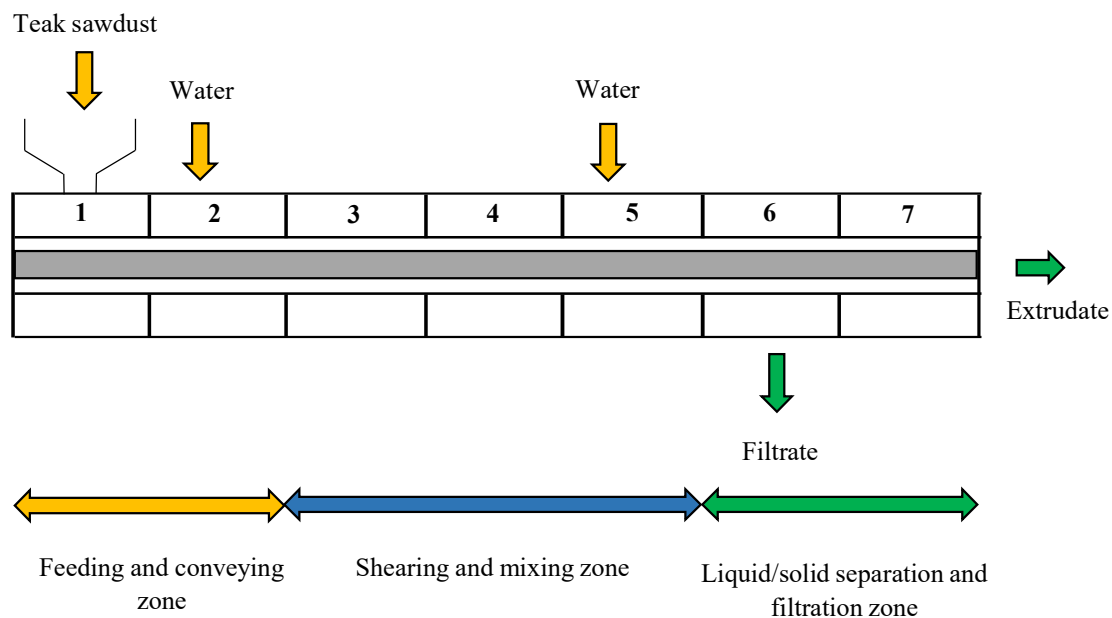 Teak sawdust
Water
Water
1
2
3
4
5
6
7
Extrudate
Filtrate
Feeding and conveying
zone
Shearing and mixing zone
Liquid/solid separation and
filtration zone